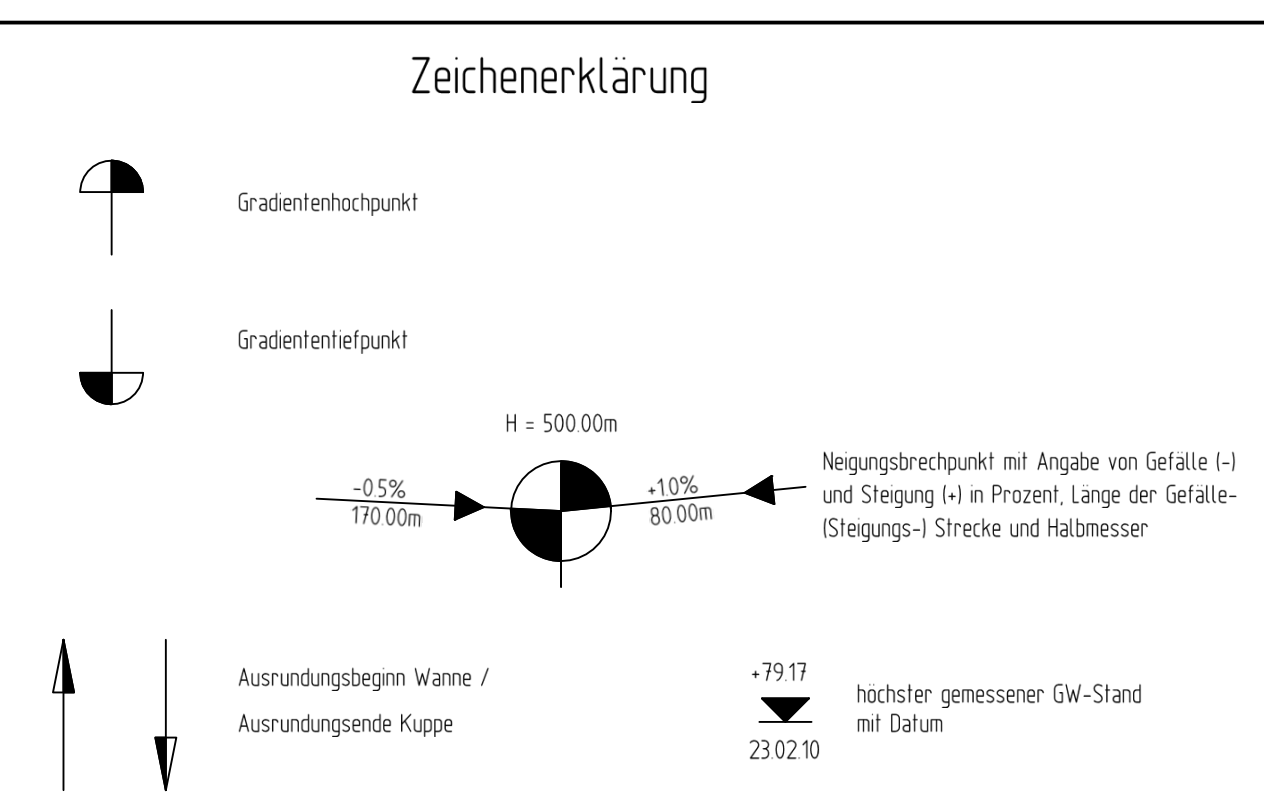 Zeichenerklärung
Gradientenhochpunkt
Gradiententiefpunkt
H = 500.00m
-0.5%
170.00m
+1.0%
80.00m
Neigungsbrechpunkt mit Angabe von Gefälle (-)
und Steigung (+) in Prozent, Länge der Gefälle-
(Steigungs-) Strecke und Halbmesser
Ausrundungsbeginn Wanne /
Ausrundungsende Kuppe
+79.17
23.02.10
höchster gemessener GW-Stand
mit Datum